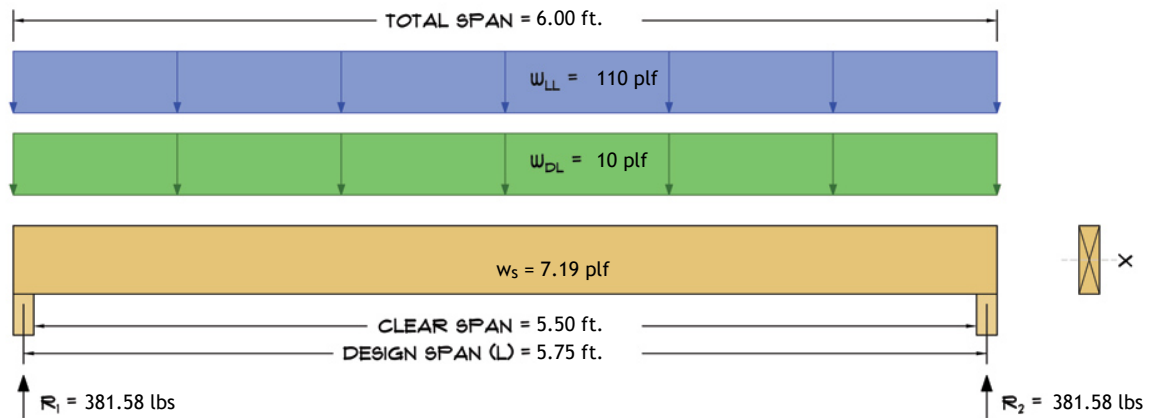 TOTAL SPAN = 6.00 ft.
WLL = 110 plf
WDL = 10 plf
ws = 7.19 plf
X
CLEAR SPAN = 5.50 ft.
DESIGN SPAN (L) = 5.75 ft.
R1 = 381.58 lbs
R2 = 381.58 lbs